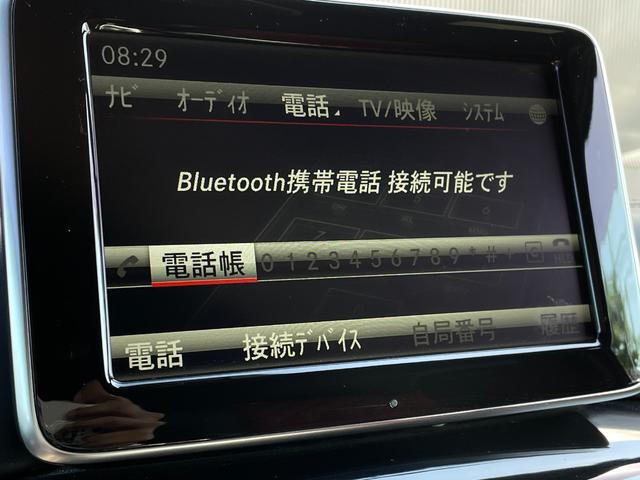 08:29
ナビ オーディオ 電話 TV/映像 システム
Bluetooth携帯電話 接続可能です
電話帳 0 1 2 3 4 5 6 7 8 9 * # +
電話 接続デバイス 自局番号 履歴